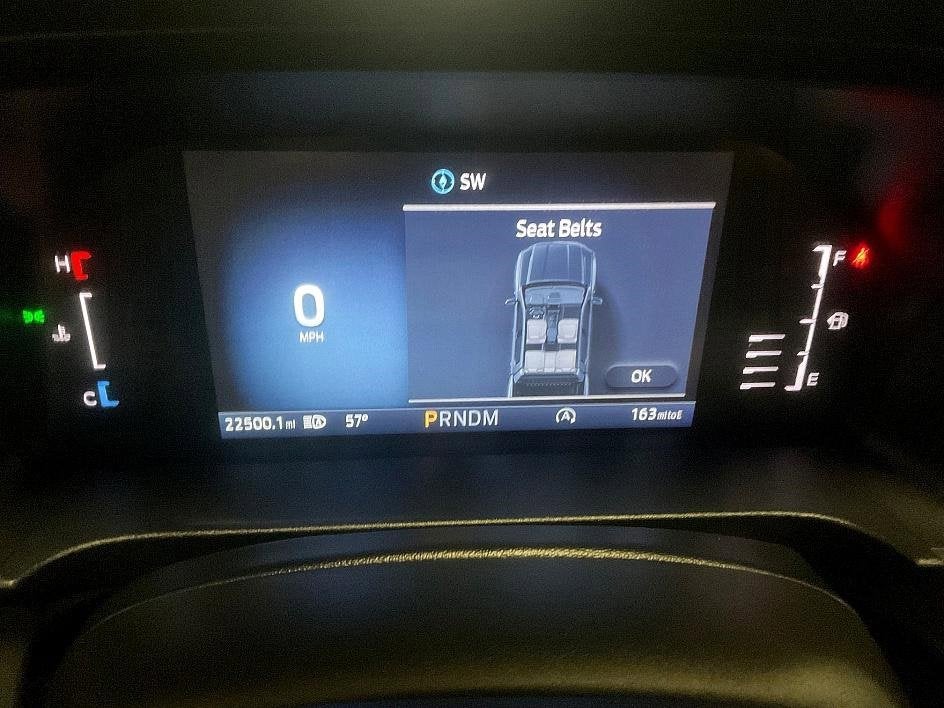 SW
Seat Belts
H
F
0
MPH
C
E
OK
22500.1 mi
57°
PRNDM
A
163 mi to E